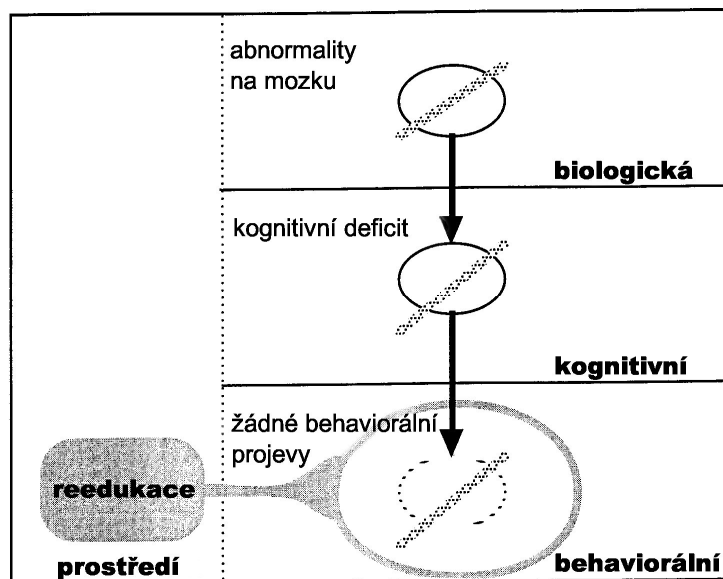 abnormality
na mozku
biologická
kognitivní deficit
kognitivní
žádné behaviorální
projevy
reedukace
prostředí
behaviorální